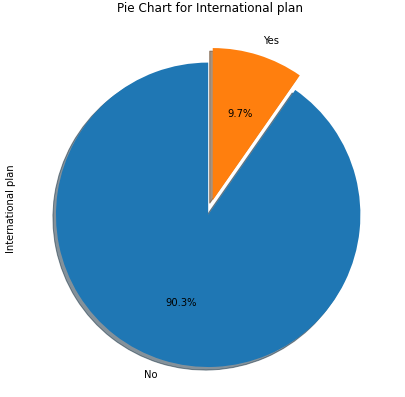 Pie Chart for International plan
Yes
9.7%
International plan
90.3%
No